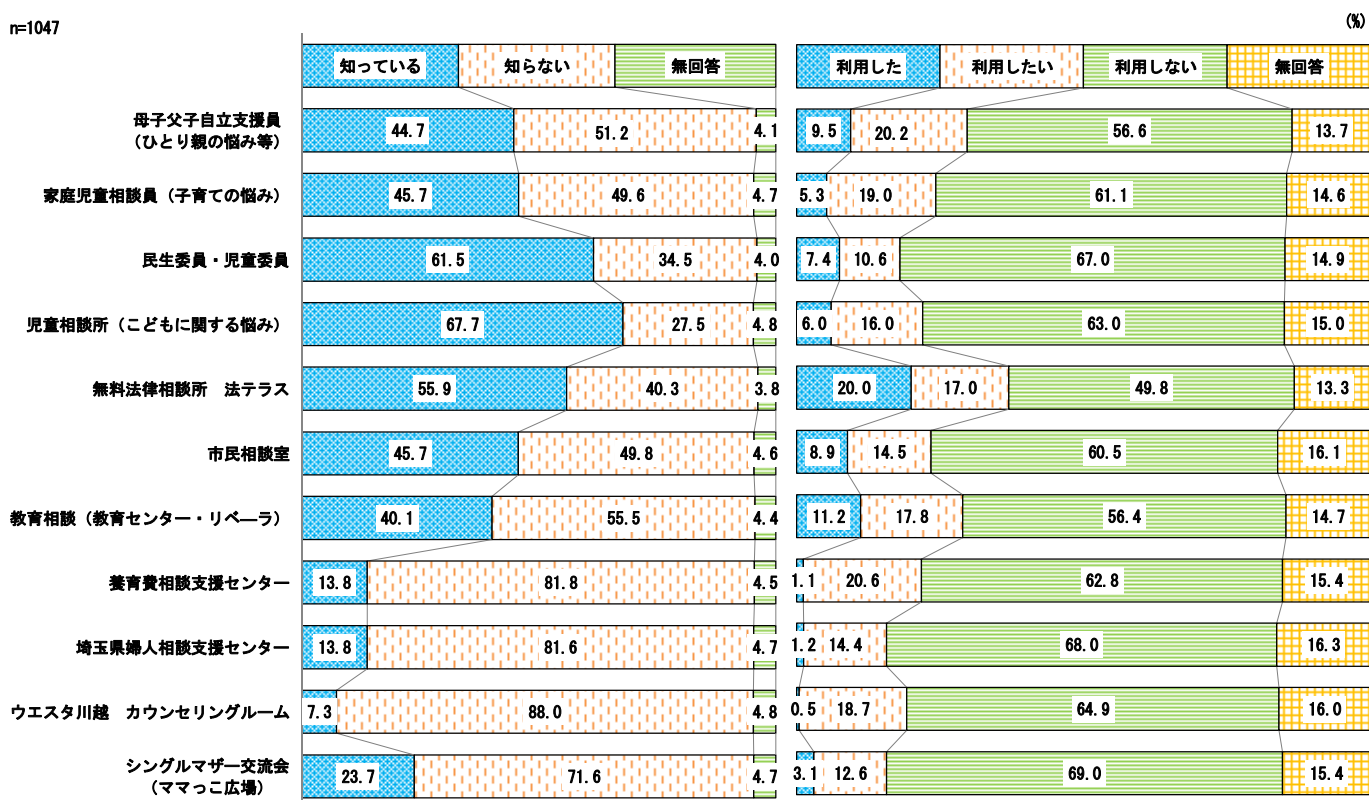 n=1047
(%)
知っている 知らない 無回答 利用した 利用したい 利用しない 無回答
母子父子自立支援員
（ひとり親の悩み等）
44.7 51.2 4.1 9.5 20.2 56.6 13.7
家庭児童相談員（子育ての悩み） 45.7 49.6 4.7 5.3 19.0 61.1 14.6
民生委員・児童委員 61.5 34.5 4.0 7.4 10.6 67.0 14.9
児童相談所（こどもに関する悩み） 67.7 27.5 4.8 6.0 16.0 63.0 15.0
無料法律相談所　法テラス 55.9 40.3 3.8 20.0 17.0 49.8 13.3
市民相談室 45.7 49.8 4.6 8.9 14.5 60.5 16.1
教育相談（教育センター・リベ―ラ） 40.1 55.5 4.4 11.2 17.8 56.4 14.7
養育費相談支援センター 13.8 81.8 4.5 1.1 20.6 62.8 15.4
埼玉県婦人相談支援センター 13.8 81.6 4.7 1.2 14.4 68.0 16.3
ウエスタ川越　カウンセリングルーム 7.3 88.0 4.8 0.5 18.7 64.9 16.0
シングルマザー交流会
（ママっこ広場）
23.7 71.6 4.7 3.1 12.6 69.0 15.4